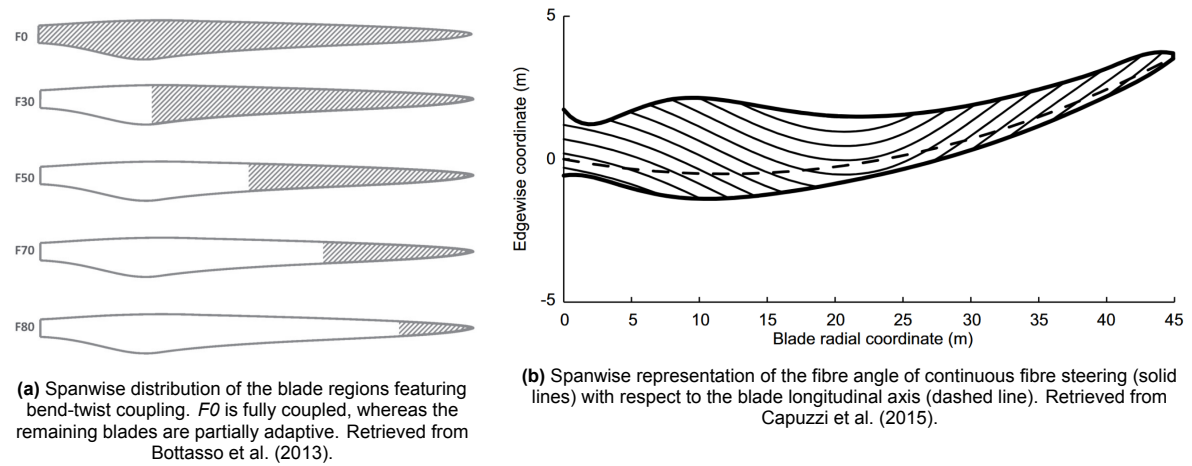 F0
F30
F50
F70
F80
(a) Spanwise distribution of the blade regions featuring
bend-twist coupling. F0 is fully coupled, whereas the
remaining blades are partially adaptive. Retrieved from
Bottasso et al. (2013).
5
0
-5
Edgewise coordinate (m)
0 5 10 15 20 25 30 35 40 45
Blade radial coordinate (m)
(b) Spanwise representation of the fibre angle of continuous fibre steering (solid
lines) with respect to the blade longitudinal axis (dashed line). Retrieved from
Capuzzi et al. (2015).